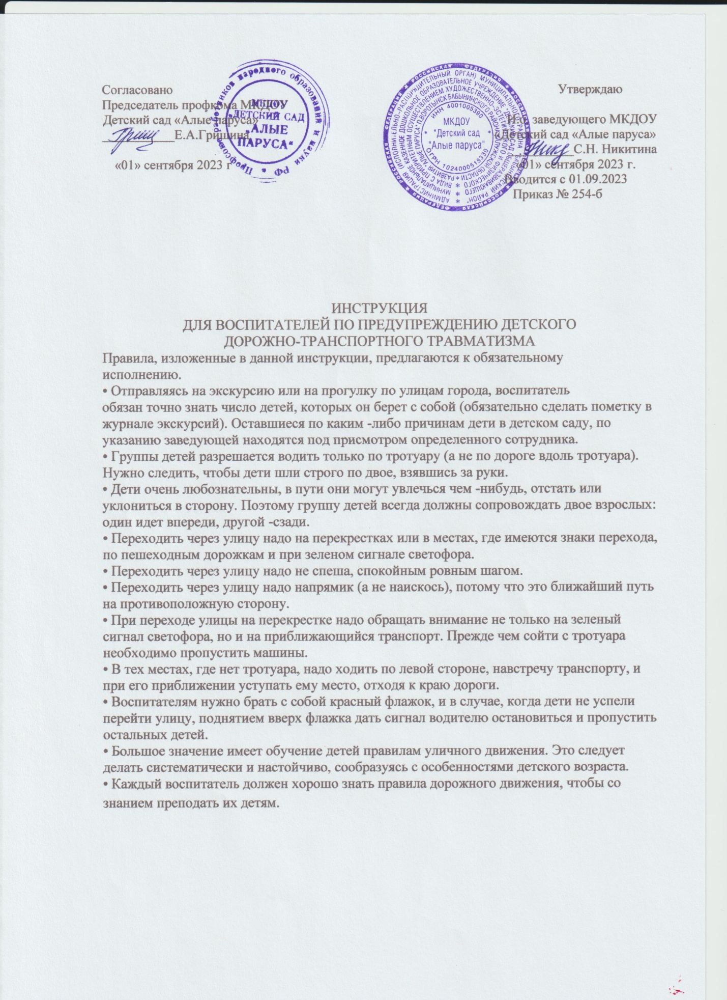 Согласовано
Председатель профкома МКДОУ
Детский сад «Алые паруса»
___________Е.А.Гришина
«01» сентября 2023 г
Профсоюз работников народного образования и науки РФ
МКДОУ
"ДЕТСКИЙ САД
„АЛЫЕ
ПАРУСА“
РОССИЙСКАЯ ФЕДЕРАЦИЯ
ИНН 4001005390
МКДОУ
"Детский сад
"Алые паруса"
ОГРН 1024000515330
Утверждаю
И.о. заведующего МКДОУ
«Детский сад «Алые паруса»
__________С.Н. Никитина
«01» сентября 2023 г.
Вводится с 01.09.2023
Приказ № 254-б
ИНСТРУКЦИЯ
ДЛЯ ВОСПИТАТЕЛЕЙ ПО ПРЕДУПРЕЖДЕНИЮ ДЕТСКОГО
ДОРОЖНО-ТРАНСПОРТНОГО ТРАВМАТИЗМА
Правила, изложенные в данной инструкции, предлагаются к обязательному
исполнению.
• Отправляясь на экскурсию или на прогулку по улицам города, воспитатель
обязан точно знать число детей, которых он берет с собой (обязательно сделать пометку в
журнале экскурсий). Оставшиеся по каким -либо причинам дети в детском саду, по
указанию заведующей находятся под присмотром определенного сотрудника.
• Группы детей разрешается водить только по тротуару (а не по дороге вдоль тротуара).
Нужно следить, чтобы дети шли строго по двое, взявшись за руки.
• Дети очень любознательны, в пути они могут увлечься чем -нибудь, отстать или
уклониться в сторону. Поэтому группу детей всегда должны сопровождать двое взрослых:
один идет впереди, другой -сзади.
• Переходить через улицу надо на перекрестках или в местах, где имеются знаки перехода,
по пешеходным дорожкам и при зеленом сигнале светофора.
• Переходить через улицу надо не спеша, спокойным ровным шагом.
• Переходить через улицу надо напрямик (а не наискось), потому что это ближайший путь
на противоположную сторону.
• При переходе улицы на перекрестке надо обращать внимание не только на зеленый
сигнал светофора, но и на приближающийся транспорт. Прежде чем сойти с тротуара
необходимо пропустить машины.
• В тех местах, где нет тротуара, надо ходить по левой стороне, навстречу транспорту, и
при его приближении уступать ему место, отходя к краю дороги.
• Воспитателям нужно брать с собой красный флажок, и в случае, когда дети не успели
перейти улицу, поднятием вверх флажка дать сигнал водителю остановиться и пропустить
остальных детей.
• Большое значение имеет обучение детей правилам уличного движения. Это следует
делать систематически и настойчиво, сообразуясь с особенностями детского возраста.
• Каждый воспитатель должен хорошо знать правила дорожного движения, чтобы со
знанием преподать их детям.